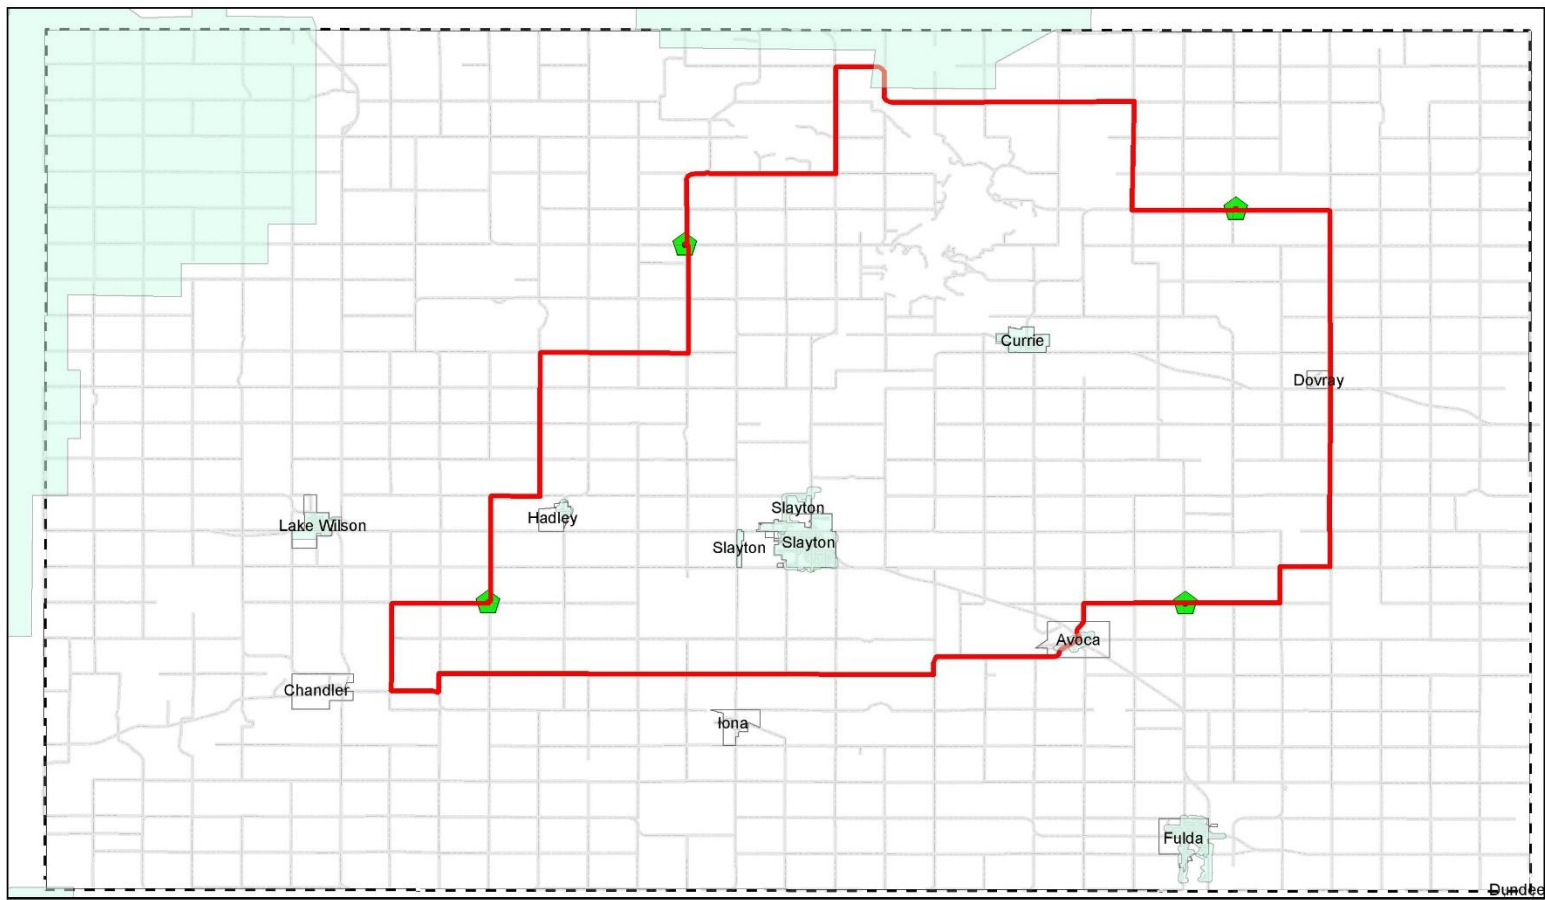 Currie
Dovray
Slayton
Hadley
Lake Wilson
Slayton
Slayton
Avoca
Chandler
Iona
Fulda
Dundee